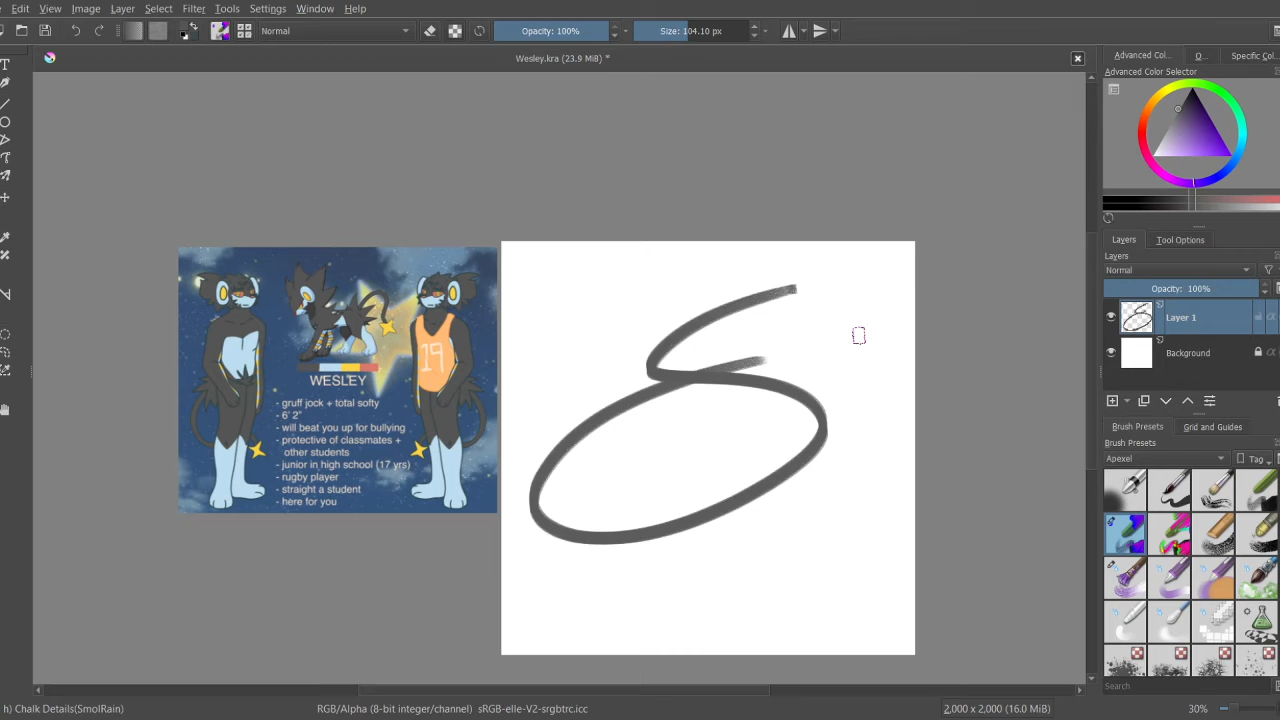 Edit View Image Layer Select Filter Tools Settings Window Help
Normal Opacity: 100% Size: 104.10 px
Wesley.kra (23.9 MiB) *
Advanced Col... O... Specific Col
Advanced Color Selector
19
WESLEY
- gruff jock + total softy
- 6' 2"
- will beat you up for bullying
- protective of classmates +
other students
- junior in high school (17 yrs)
- rugby player
- straight a student
- here for you
Layers Tool Options
Layers
Normal
Opacity: 100%
Layer 1
Background
Brush Presets Grid and Guides
Brush Presets
Apexel Tag
Search
h) Chalk Details(SmolRain) RGB/Alpha (8-bit integer/channel) sRGB-elle-V2-srgbtrc.icc 2,000 x 2,000 (16.0 MiB) 30%